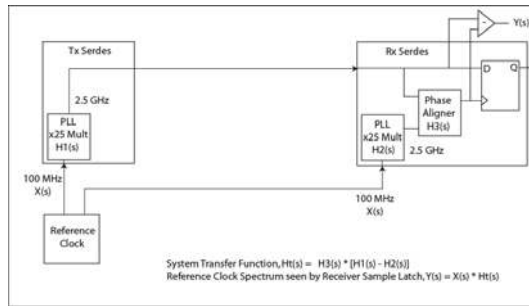 Tx Serdes
2.5 GHz
PLL
x25 Mult
H1(s)
100 MHz
X(s)
Reference
Clock
Rx Serdes
Y(s)
-
D
Q
Phase
Aligner
H3(s)
PLL
x25 Mult
H2(s)
2.5 GHz
100 MHz
X(s)
System Transfer Function, Ht(s) = H3(s) * [H1(s) - H2(s)]
Reference Clock Spectrum seen by Receiver Sample Latch, Y(s) = X(s) * Ht(s)